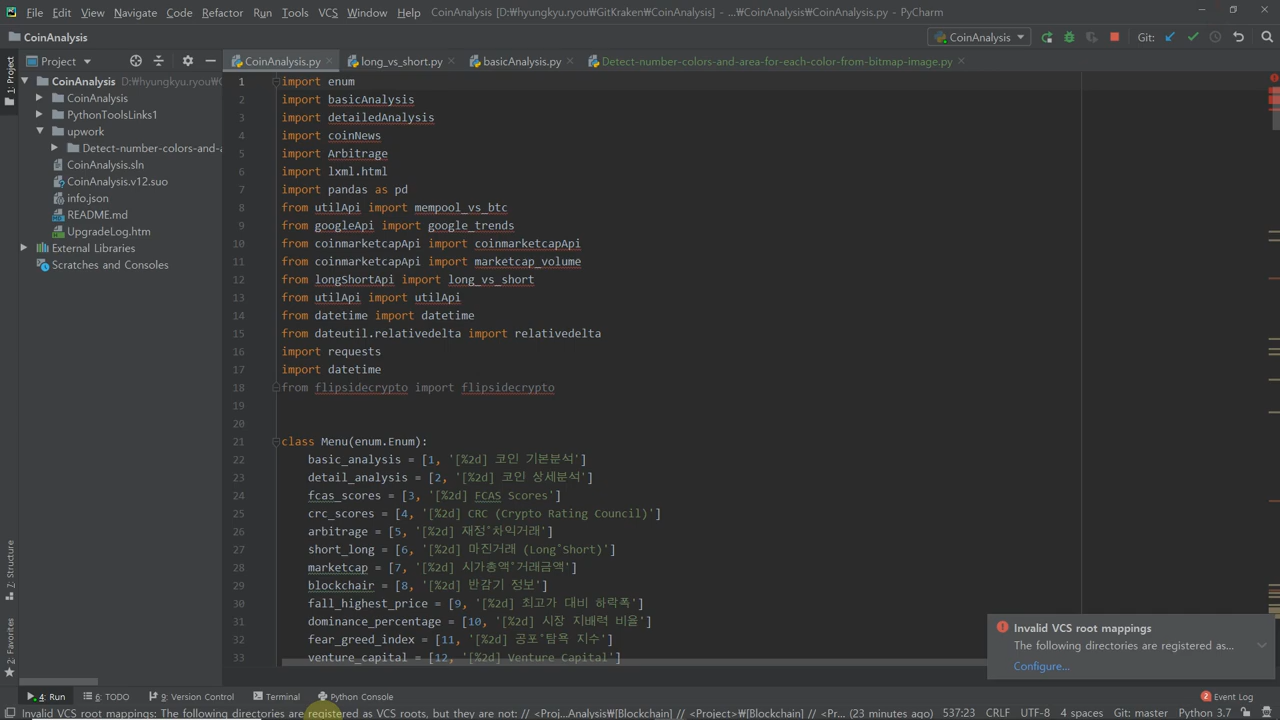 File Edit View Navigate Code Refactor Run Tools VCS Window Help CoinAnalysis [D:₩hyungkyu.ryou₩GitKraken₩CoinAnalysis] - ...₩CoinAnalysis₩CoinAnalysis.py - PyCharm
CoinAnalysis CoinAnalysis Git:
1: Project
Project CoinAnalysis.py long_vs_short.py basicAnalysis.py Detect-number-colors-and-area-for-each-color-from-bitmap-image.py
CoinAnalysis D:₩hyungkyu.ryou₩G
CoinAnalysis
PythonToolsLinks1
upwork
Detect-number-colors-and-a
CoinAnalysis.sln
CoinAnalysis.v12.suo
info.json
README.md
UpgradeLog.htm
External Libraries
Scratches and Consoles
1 import enum
2 import basicAnalysis
3 import detailedAnalysis
4 import coinNews
5 import Arbitrage
6 import lxml.html
7 import pandas as pd
8 from utilApi import mempool_vs_btc
9 from googleApi import google_trends
10 from coinmarketcapApi import coinmarketcapApi
11 from coinmarketcapApi import marketcap_volume
12 from longShortApi import long_vs_short
13 from utilApi import utilApi
14 from datetime import datetime
15 from dateutil.relativedelta import relativedelta
16 import requests
17 import datetime
18 from flipsidecrypto import flipsidecrypto
19
20
21 class Menu(enum.Enum):
22 basic_analysis = [1, '[%2d] 코인 기본분석']
23 detail_analysis = [2, '[%2d] 코인 상세분석']
24 fcas_scores = [3, '[%2d] FCAS Scores']
25 crc_scores = [4, '[%2d] CRC (Crypto Rating Council)']
26 arbitrage = [5, '[%2d] 재정°차익거래']
27 short_long = [6, '[%2d] 마진거래 (Long°Short)']
28 marketcap = [7, '[%2d] 시가총액°거래금액']
29 blockchair = [8, '[%2d] 반감기 정보']
30 fall_highest_price = [9, '[%2d] 최고가 대비 하락폭']
31 dominance_percentage = [10, '[%2d] 시장 지배력 비율']
32 fear_greed_index = [11, '[%2d] 공포°탐욕 지수']
33 venture_capital = [12, '[%2d] Venture Capital']
7: Structure
2: Favorites
Invalid VCS root mappings
The following directories are registered as...
Configure...
4: Run 6: TODO 9: Version Control Terminal Python Console Event Log
Invalid VCS root mappings: The following directories are registered as VCS roots, but they are not: // <Proj...Analysis₩[Blockchain] // <Project>₩[Blockchain] // <Pr... (23 minutes ago) 537:23 CRLF UTF-8 4 spaces Git: master Python 3.7